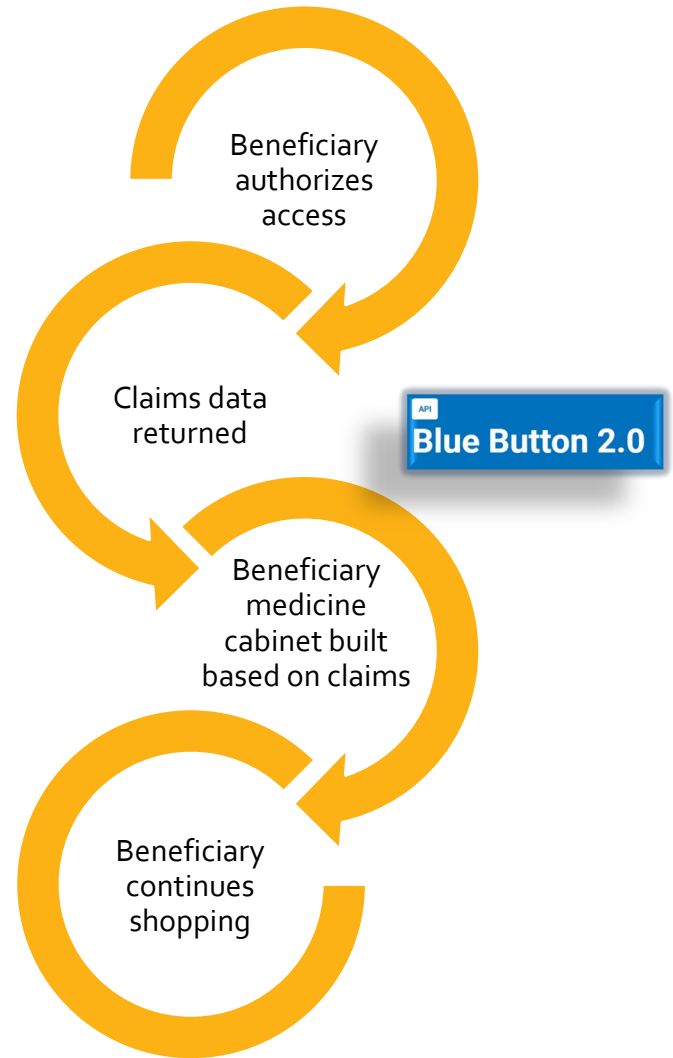 Beneficiary
authorizes
access
Claims data
returned
API
Blue Button 2.0
Beneficiary
medicine
cabinet built
based on claims
Beneficiary
continues
shopping